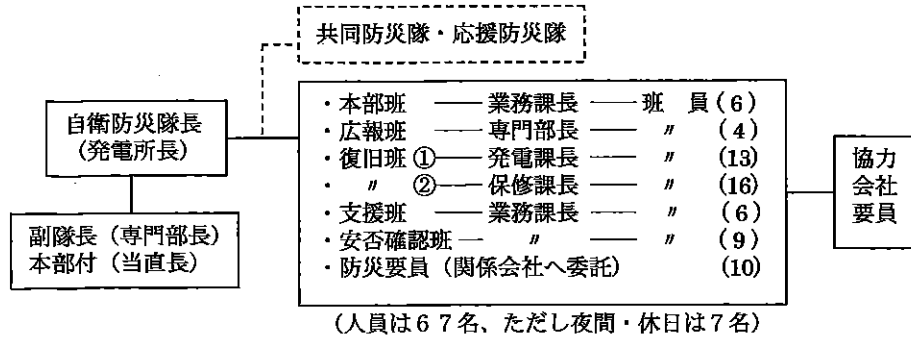 共同防災隊・応援防災隊
自衛防災隊長
(発電所長)
副隊長(専門部長)
本部付(当直長)
・本部班 ── 業務課長 ── 班 員(6)
・広報班 ── 専門部長 ── 〃 (4)
・復旧班 ① ── 発電課長 ── 〃 (13)
・ 〃 ② ── 保修課長 ── 〃 (16)
・支援班 ── 業務課長 ── 〃 (6)
・安否確認班 ─ 〃 ── 〃 (9)
・防災要員(関係会社へ委託) (10)
協力
会社
要員
(人員は67名、ただし夜間・休日は7名)